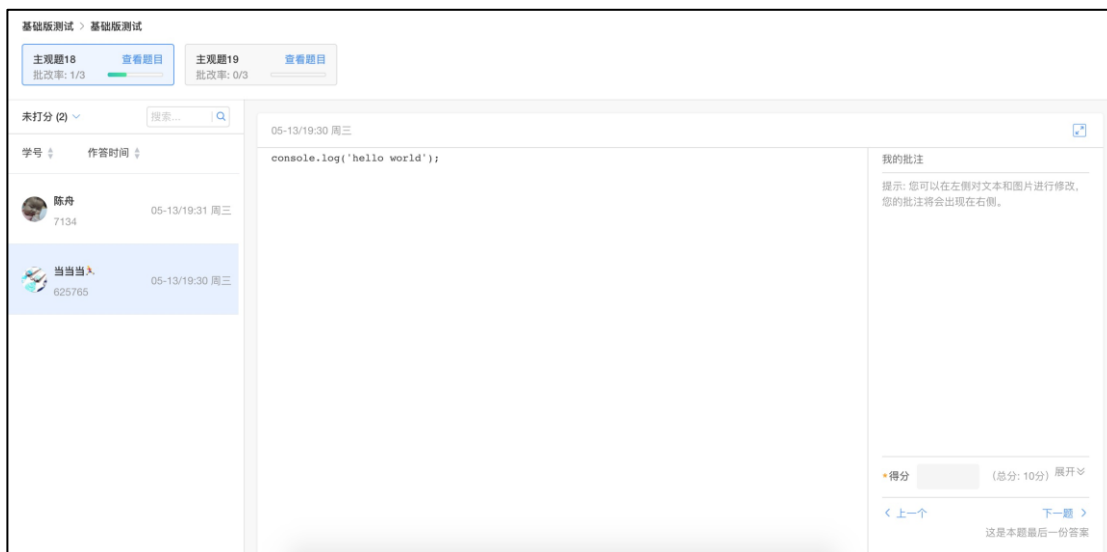 基础版测试 > 基础版测试
主观题18 查看题目
批改率: 1/3
主观题19 查看题目
批改率: 0/3
未打分 (2)
搜索...
学号 作答时间
陈舟
7134
05-13/19:31 周三
当当当
625765
05-13/19:30 周三
05-13/19:30 周三
console.log('hello world');
我的批注
提示: 您可以在左侧对文本和图片进行修改,
您的批注将会出现在右侧。
*得分 (总分: 10分) 展开
< 上一个 下一题 >
这是本题最后一份答案